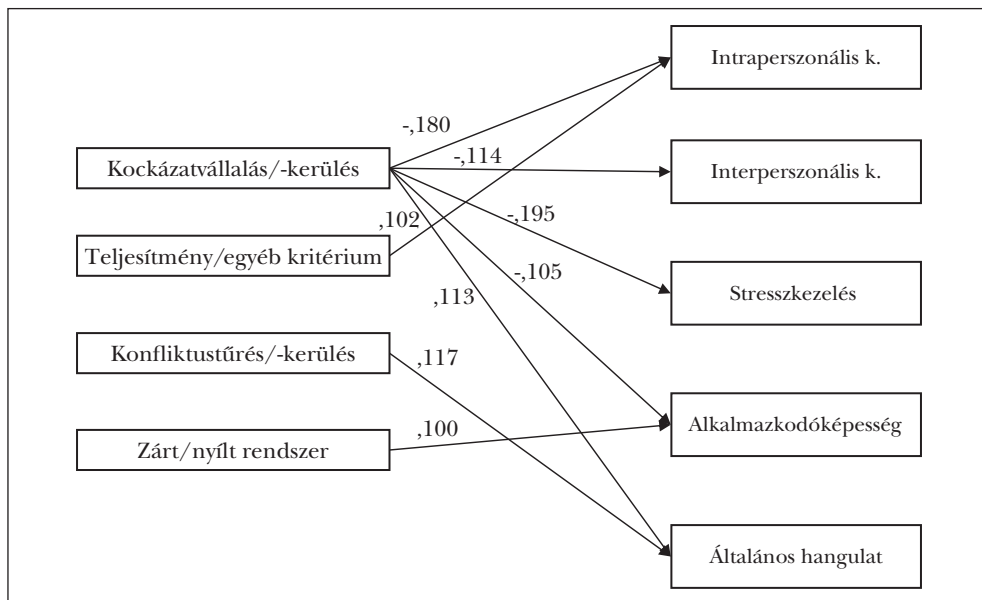 Intraperszonális k.
-,180
Kockázatvállalás/-kerülés
-,114
Interperszonális k.
,102
-,195
Teljesítmény/egyéb kritérium
-,105
,113
Stresszkezelés
Konfliktustűrés/-kerülés
,117
Alkalmazkodóképesség
,100
Zárt/nyílt rendszer
Általános hangulat